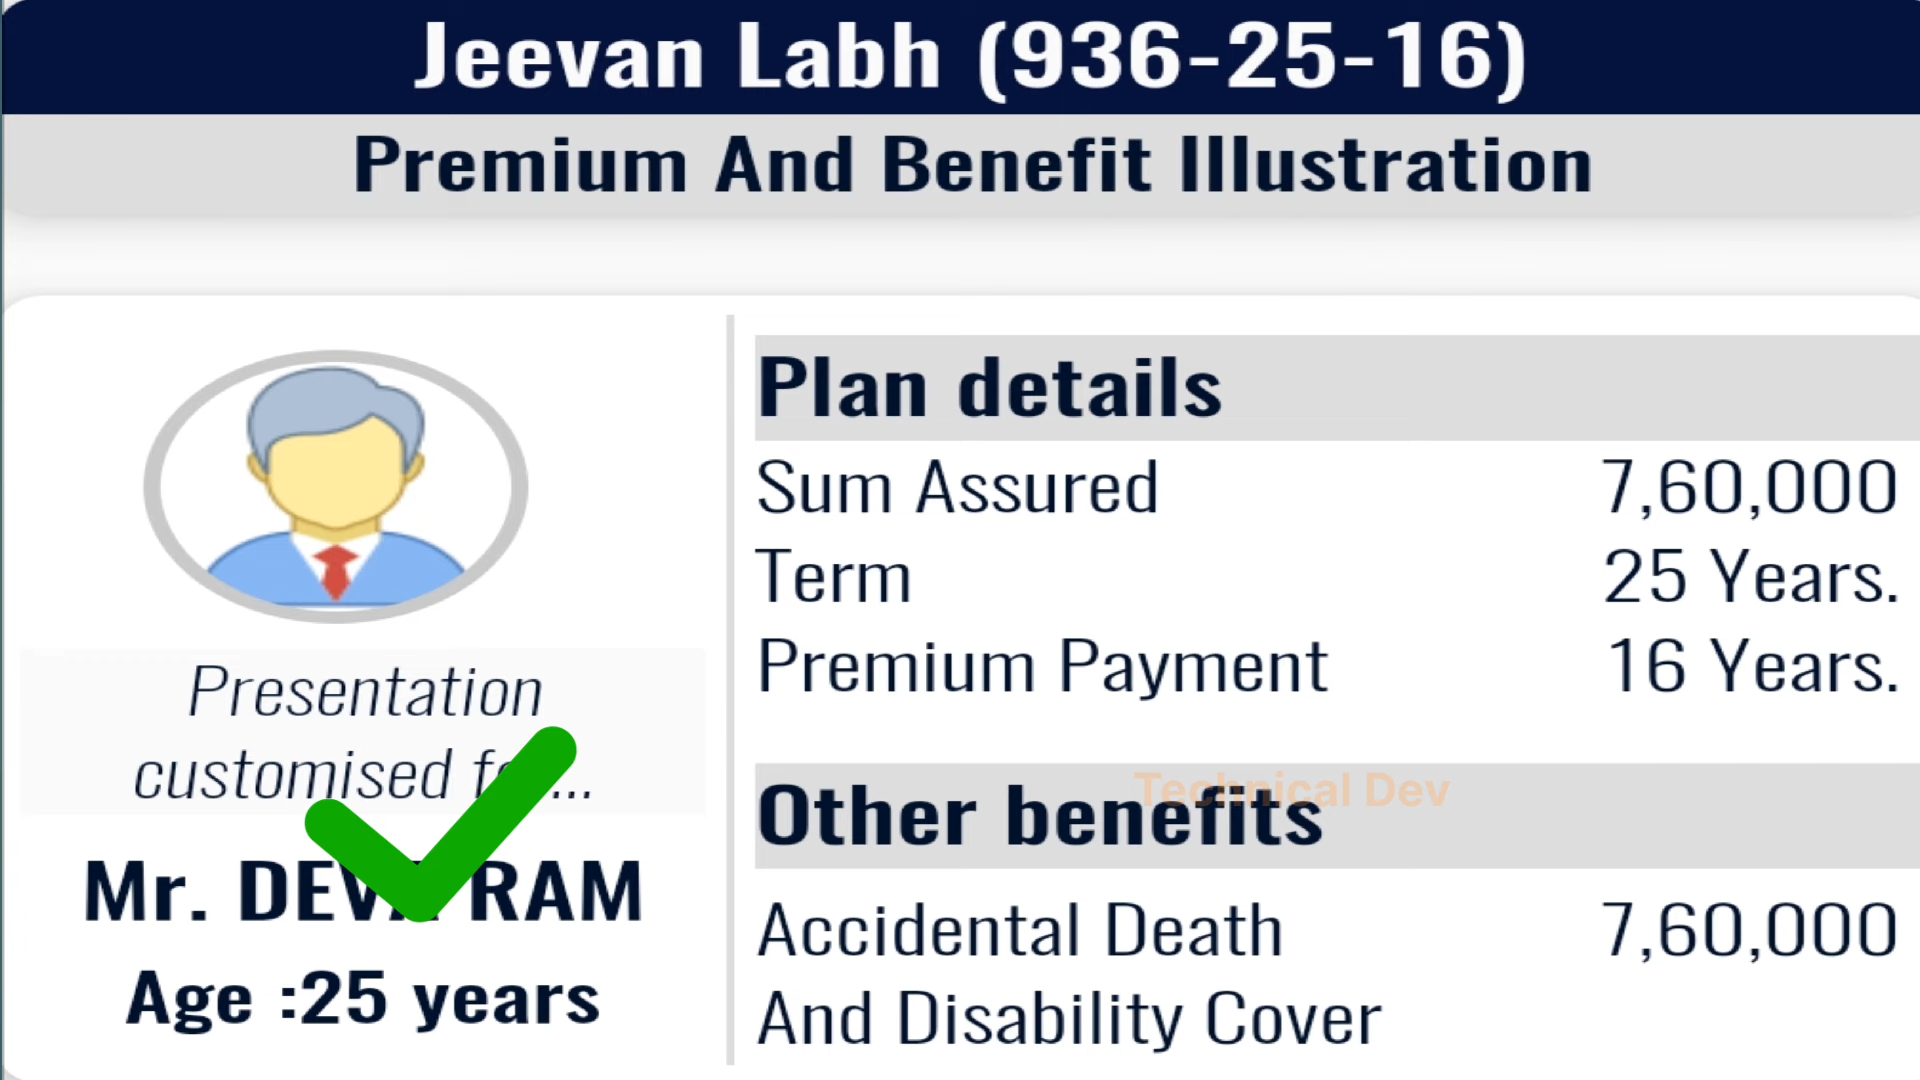 Jeevan Labh (936-25-16)
Premium And Benefit Illustration
Presentation
customised
Mr. RAM
Age :25 years
Plan details
Sum Assured 7,60,000
Term 25 Years.
Premium Payment 16 Years.
Technical Dev
Other benefits
Accidental Death 7,60,000
And Disability Cover